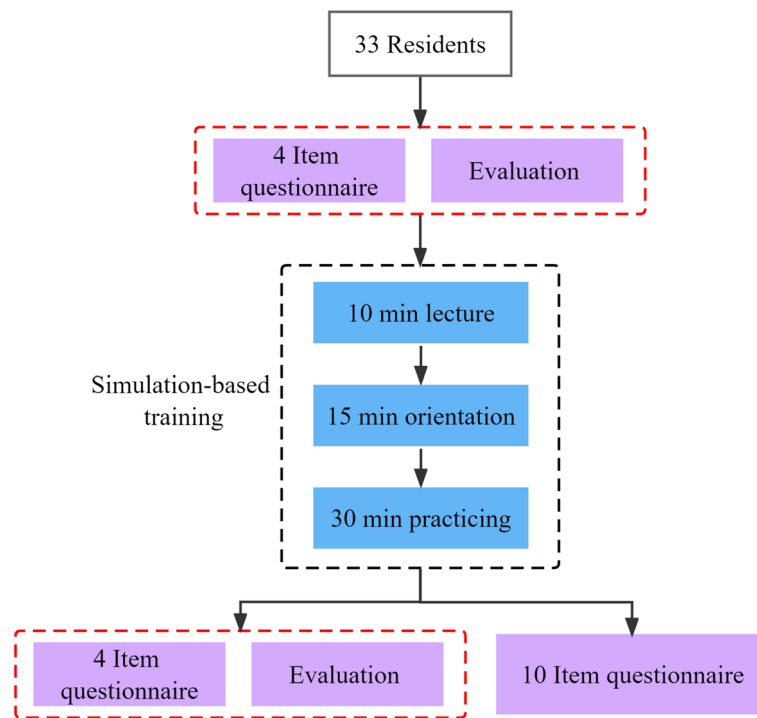 33 Residents
4 Item
questionnaire
Evaluation
10 min lecture
Simulation-based
training
15 min orientation
30 min practicing
4 Item
questionnaire
Evaluation
10 Item questionnaire